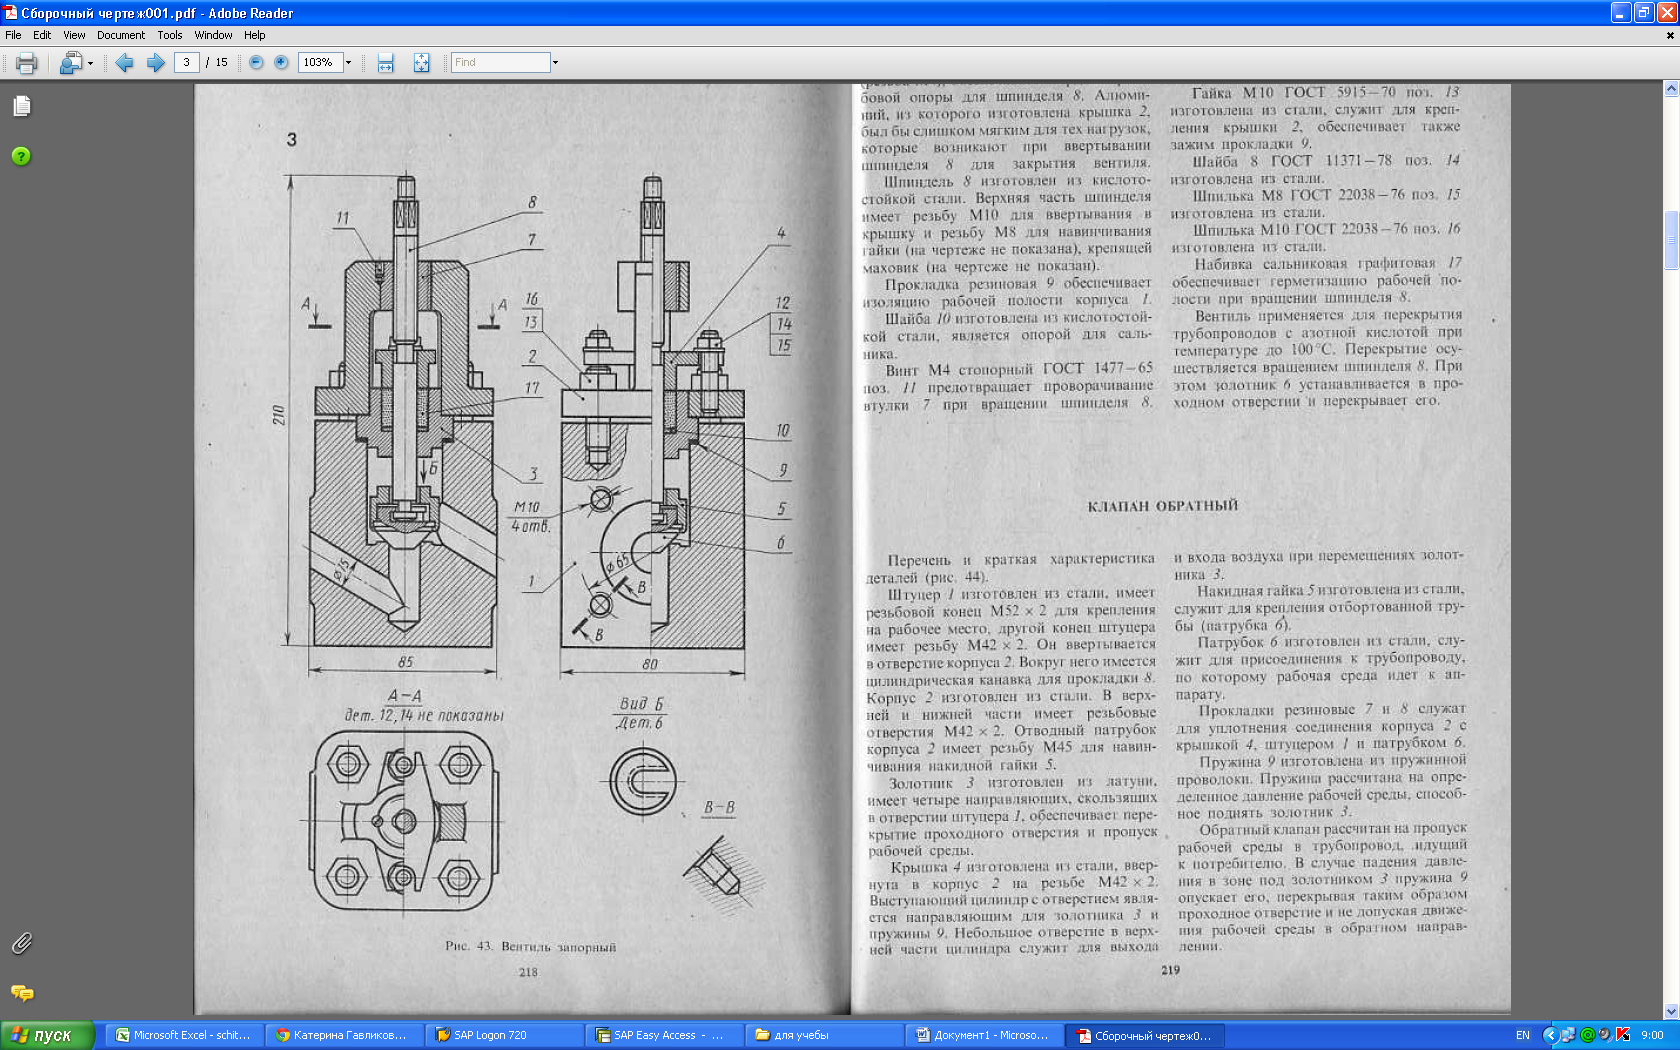 Сборочный чертеж001.pdf - Adobe Reader
File Edit View Document Tools Window Help
3 / 15 103% Find
3
11
8
7
А А
210
17
3
Б
⌀15
85
4
16
13
2
12
14
15
10
9
5
6
М10
4 отв.
⌀ 65
1
В
В
80
А–А
дет. 12, 14 не показаны
Вид Б
Дет. 6
В–В
Рис. 43. Вентиль запорный
218
бовой опоры для шпинделя 8. Алюми-
ний, из которого изготовлена крышка 2,
был бы слишком мягким для тех нагрузок,
которые возникают при ввертывании
шпинделя 8 для закрытия вентиля.
Шпиндель 8 изготовлен из кислото-
стойкой стали. Верхняя часть шпинделя
имеет резьбу М10 для ввертывания в
крышку и резьбу М8 для навинчивания
гайки (на чертеже не показана), крепящей
маховик (на чертеже не показан).
Прокладка резиновая 9 обеспечивает
изоляцию рабочей полости корпуса 1.
Шайба 10 изготовлена из кислотостой-
кой стали, является опорой для саль-
ника.
Винт М4 стопорный ГОСТ 1477–65
поз. 11 предотвращает проворачивание
втулки 7 при вращении шпинделя 8.
Гайка М10 ГОСТ 5915–70 поз. 13
изготовлена из стали, служит для креп-
ления крышки 2, обеспечивает также
зажим прокладки 9.
Шайба 8 ГОСТ 11371–78 поз. 14
изготовлена из стали.
Шпилька М8 ГОСТ 22038–76 поз. 15
изготовлена из стали.
Шпилька М10 ГОСТ 22038–76 поз. 16
изготовлена из стали.
Набивка сальниковая графитовая 17
обеспечивает герметизацию рабочей по-
лости при вращении шпинделя 8.
Вентиль применяется для перекрытия
трубопроводов с азотной кислотой при
температуре до 100 °С. Перекрытие осу-
ществляется вращением шпинделя 8. При
этом золотник 6 устанавливается в про-
ходном отверстии и перекрывает его.
КЛАПАН ОБРАТНЫЙ
Перечень и краткая характеристика
деталей (рис. 44).
Штуцер 1 изготовлен из стали, имеет
резьбовой конец М52 × 2 для крепления
на рабочее место, другой конец штуцера
имеет резьбу М42 × 2. Он ввертывается
в отверстие корпуса 2. Вокруг него имеется
цилиндрическая канавка для прокладки 8.
Корпус 2 изготовлен из стали. В верх-
ней и нижней части имеет резьбовые
отверстия М42 × 2. Отводный патрубок
корпуса 2 имеет резьбу М45 для навин-
чивания накидной гайки 5.
Золотник 3 изготовлен из латуни,
имеет четыре направляющих, скользящих
в отверстии штуцера 1, обеспечивает пере-
крытие проходного отверстия и пропуск
рабочей среды.
Крышка 4 изготовлена из стали, ввер-
нута в корпус 2 на резьбе М42 × 2.
Выступающий цилиндр с отверстием явля-
ется направляющим для золотника 3 и
пружины 9. Небольшое отверстие в верх-
ней части цилиндра служит для выхода
и входа воздуха при перемещениях золот-
ника 3.
Накидная гайка 5 изготовлена из стали,
служит для крепления отбортованной тру-
бы (патрубка 6).
Патрубок 6 изготовлен из стали, слу-
жит для присоединения к трубопроводу,
по которому рабочая среда идет к ап-
парату.
Прокладки резиновые 7 и 8 служат
для уплотнения соединения корпуса 2 с
крышкой 4, штуцером 1 и патрубком 6.
Пружина 9 изготовлена из пружинной
проволоки. Пружина рассчитана на опре-
деленное давление рабочей среды, способ-
ное поднять золотник 3.
Обратный клапан рассчитан на пропуск
рабочей среды в трубопровод, идущий
к потребителю. В случае падения давле-
ния в зоне под золотником 3 пружина 9
опускает его, перекрывая таким образом
проходное отверстие и не допуская движе-
ния рабочей среды в обратном направ-
лении.
219
пуск Microsoft Excel - schit... Катерина Гавликов... SAP Logon 720 SAP Easy Access - ... для учебы Документ1 - Microso... Сборочный чертеж0... EN 9:00